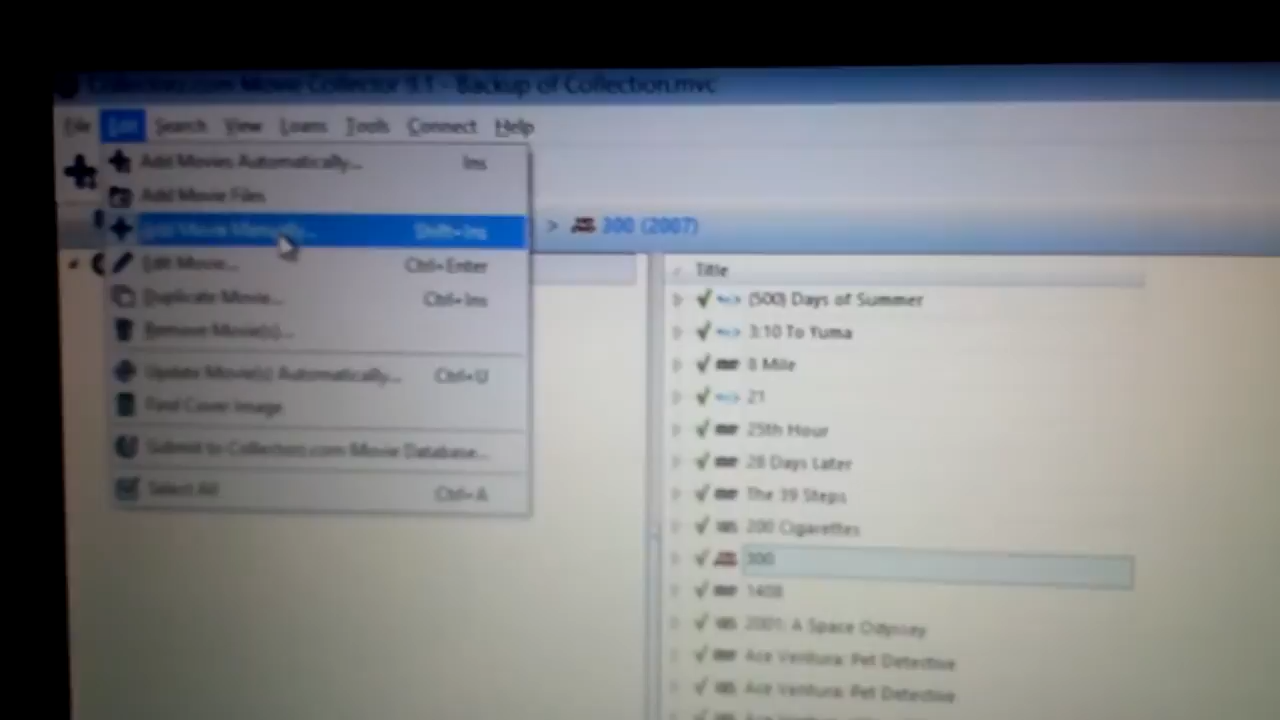 Collectorz.com Movie Collector 9.1 - Backup of Collection.mvc
File Edit Search View Loans Tools Connect Help
Add Movies Automatically... Ins
Add Movie Files
Add Movie Manually... Shift+Ins
Edit Movie... Ctrl+Enter
Duplicate Movie... Ctrl+Ins
Remove Movie(s)...
Update Movie(s) Automatically... Ctrl+U
Find Cover Image
Submit to Collectorz.com Movie Database...
Select All Ctrl+A
> 300 (2007)
Title
(500) Days of Summer
3:10 To Yuma
8 Mile
21
25th Hour
28 Days Later
The 39 Steps
200 Cigarettes
300
1408
2001: A Space Odyssey
Ace Ventura: Pet Detective
Ace Ventura: Pet Detective